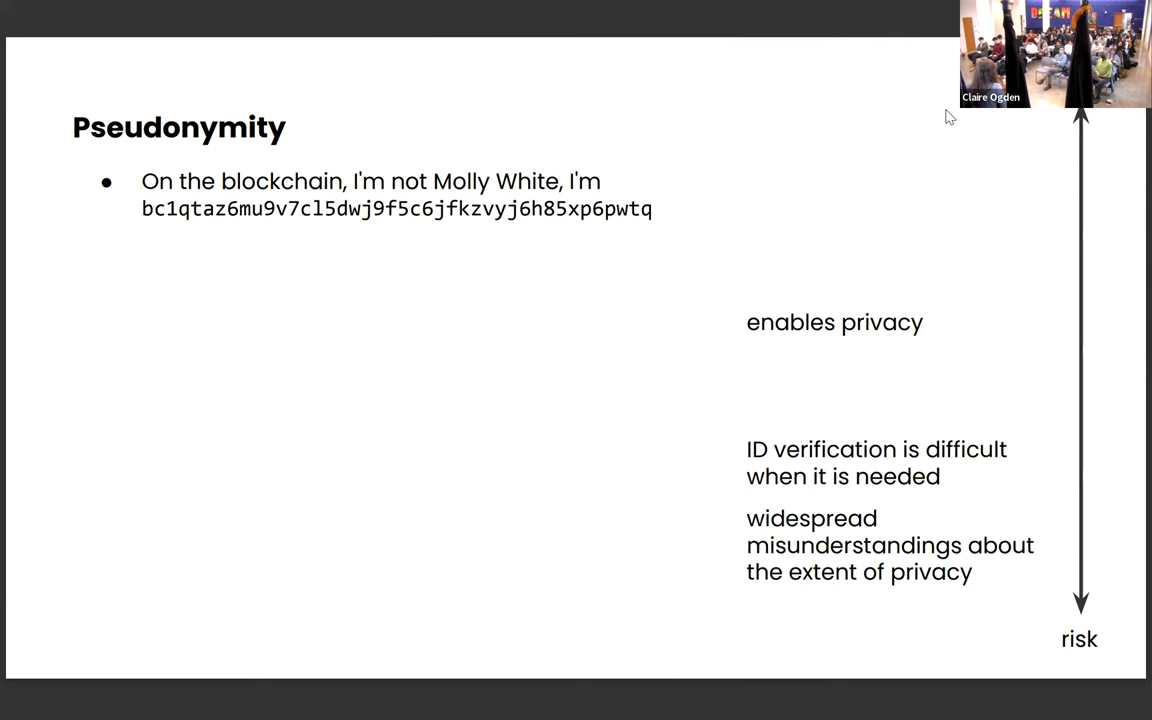 DREAM
Claire Ogden
Pseudonymity
● On the blockchain, I'm not Molly White, I'm
bc1qtaz6mu9v7cl5dwj9f5c6jfkzvyj6h85xp6pwtq
enables privacy
ID verification is difficult
when it is needed
widespread
misunderstandings about
the extent of privacy
risk